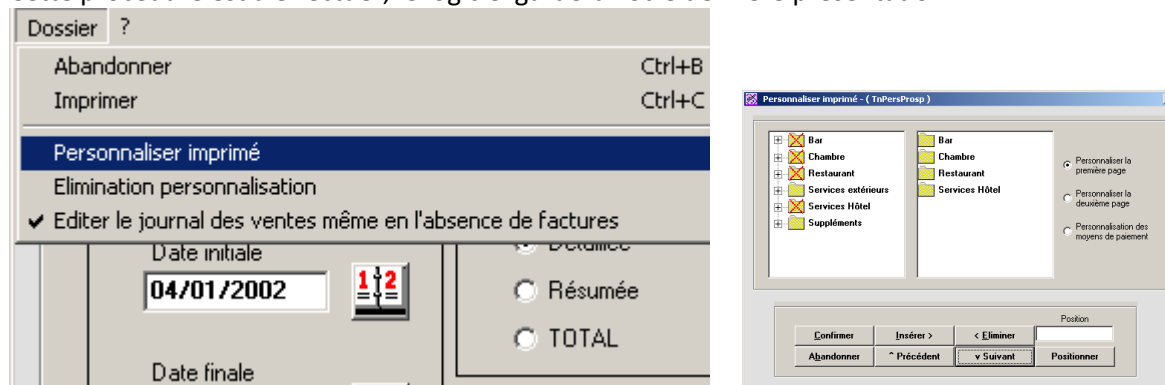 Dossier ?
Abandonner Ctrl+B
Imprimer Ctrl+C
Personnaliser imprimé
Elimination personnalisation
✔ Editer le journal des ventes même en l'absence de factures
Date initiale
04/01/2002
Détaillée
Résumée
TOTAL
Date finale
Personnaliser imprimé - ( TnPersProsp )
Bar
Chambre
Restaurant
Services extérieurs
Services Hôtel
Suppléments
Bar
Chambre
Restaurant
Services Hôtel
Personnaliser la
première page
Personnaliser la
deuxième page
Personnalisation des
moyens de paiement
Position
Confirmer Insérer > < Eliminer
Abandonner ^ Précédent v Suivant Positionner